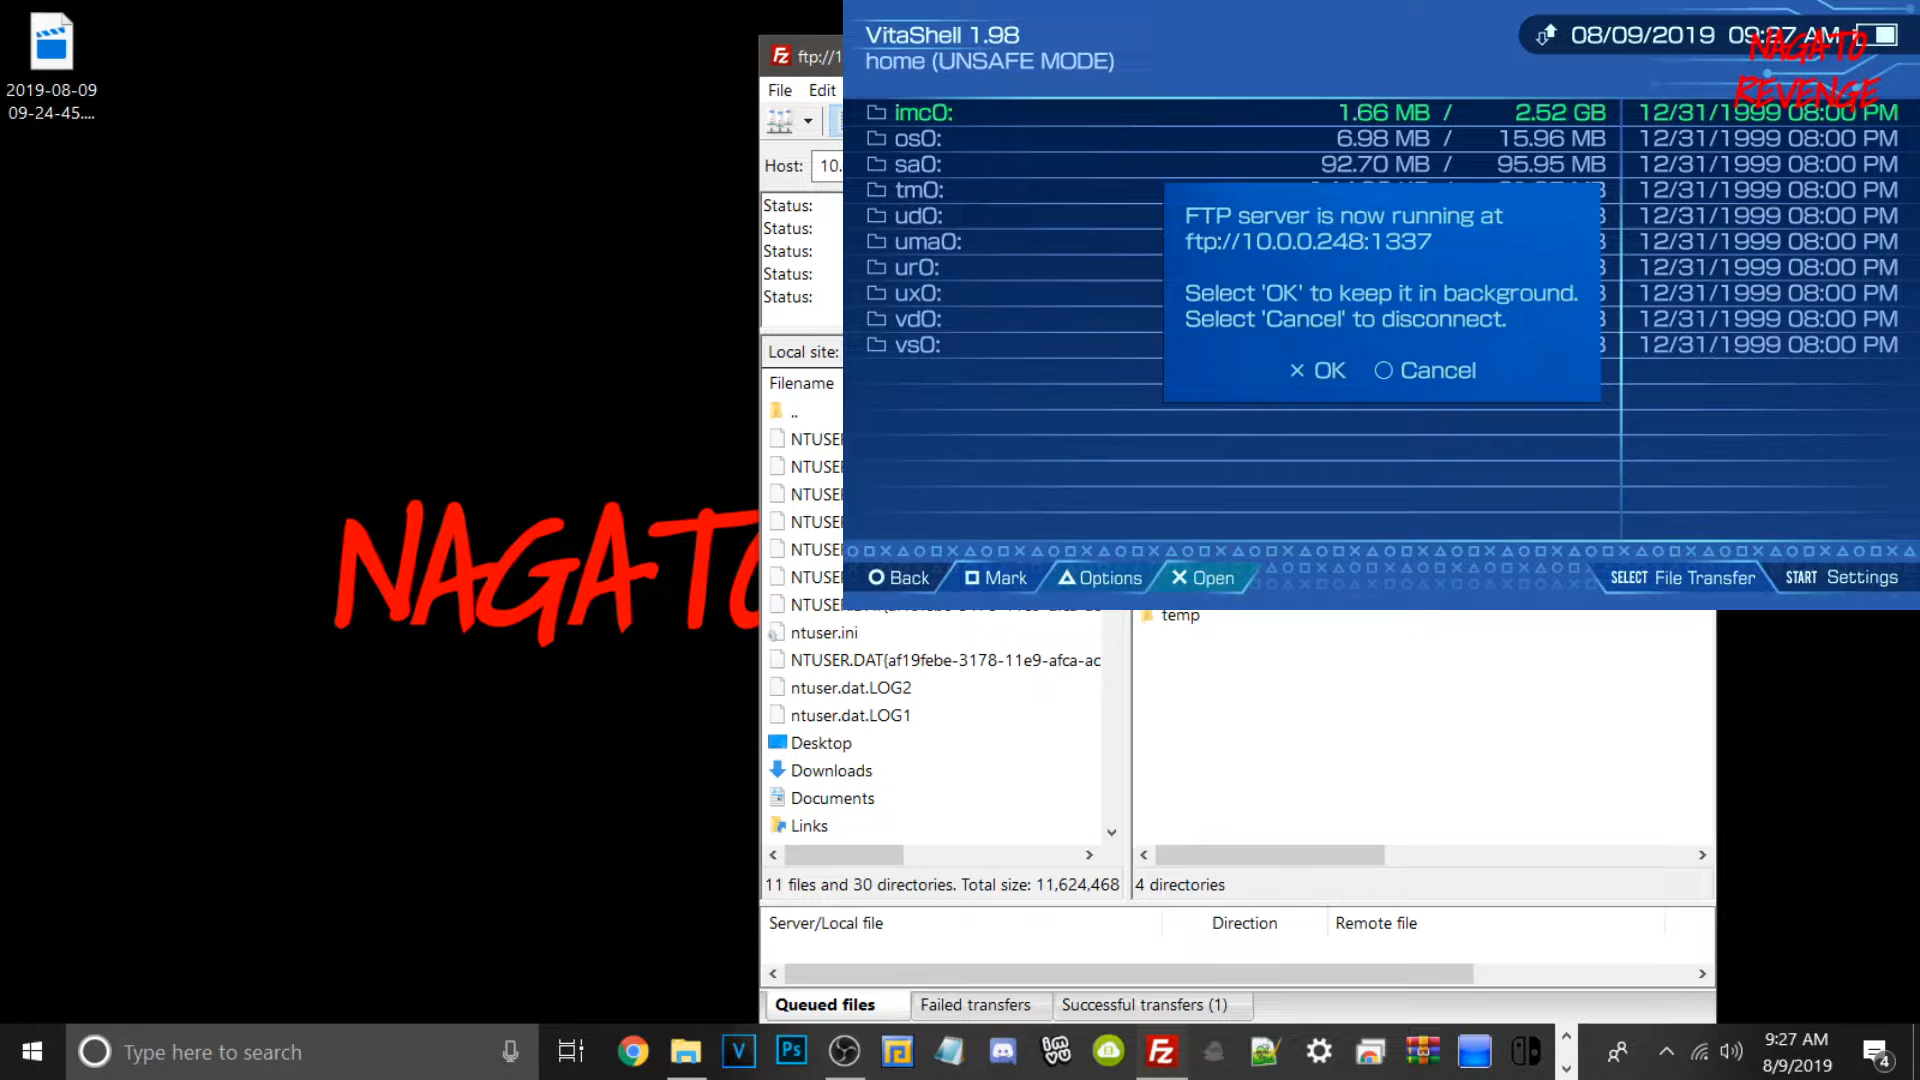 2019-08-09
09-24-45....
NAGATO
ftp://1
File Edit
Host: 10.
Status:
Status:
Status:
Status:
Status:
Local site:
Filename
..
NTUSE
NTUSE
NTUSE
NTUSE
NTUSE
NTUSE
ntuser.ini
NTUSER.DAT{af19febe-3178-11e9-afca-ac
ntuser.dat.LOG2
ntuser.dat.LOG1
Desktop
Downloads
Documents
Links
11 files and 30 directories. Total size: 11,624,468
temp
4 directories
Server/Local file Direction Remote file
Queued files Failed transfers Successful transfers (1)
VitaShell 1.98
home (UNSAFE MODE)
08/09/2019 09:27 AM
NAGATO
REVENGE
imc0: 1.66 MB / 2.52 GB 12/31/1999 08:00 PM
os0: 6.98 MB / 15.96 MB 12/31/1999 08:00 PM
sa0: 92.70 MB / 95.95 MB 12/31/1999 08:00 PM
tm0: 12/31/1999 08:00 PM
ud0: 12/31/1999 08:00 PM
uma0: 12/31/1999 08:00 PM
ur0: 12/31/1999 08:00 PM
ux0: 12/31/1999 08:00 PM
vd0: 12/31/1999 08:00 PM
vs0: 12/31/1999 08:00 PM
FTP server is now running at
ftp://10.0.0.248:1337
Select 'OK' to keep it in background.
Select 'Cancel' to disconnect.
OK Cancel
Back Mark Options Open SELECT File Transfer START Settings
Type here to search
9:27 AM
8/9/2019
4